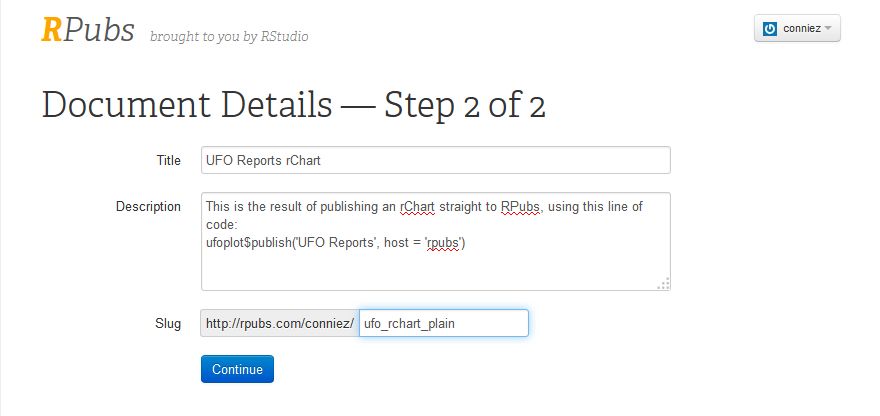 RPubs brought to you by RStudio
conniez
Document Details — Step 2 of 2
Title UFO Reports rChart
Description This is the result of publishing an rChart straight to RPubs, using this line of
code:
ufoplot$publish('UFO Reports', host = 'rpubs')
Slug http://rpubs.com/conniez/ ufo_rchart_plain
Continue